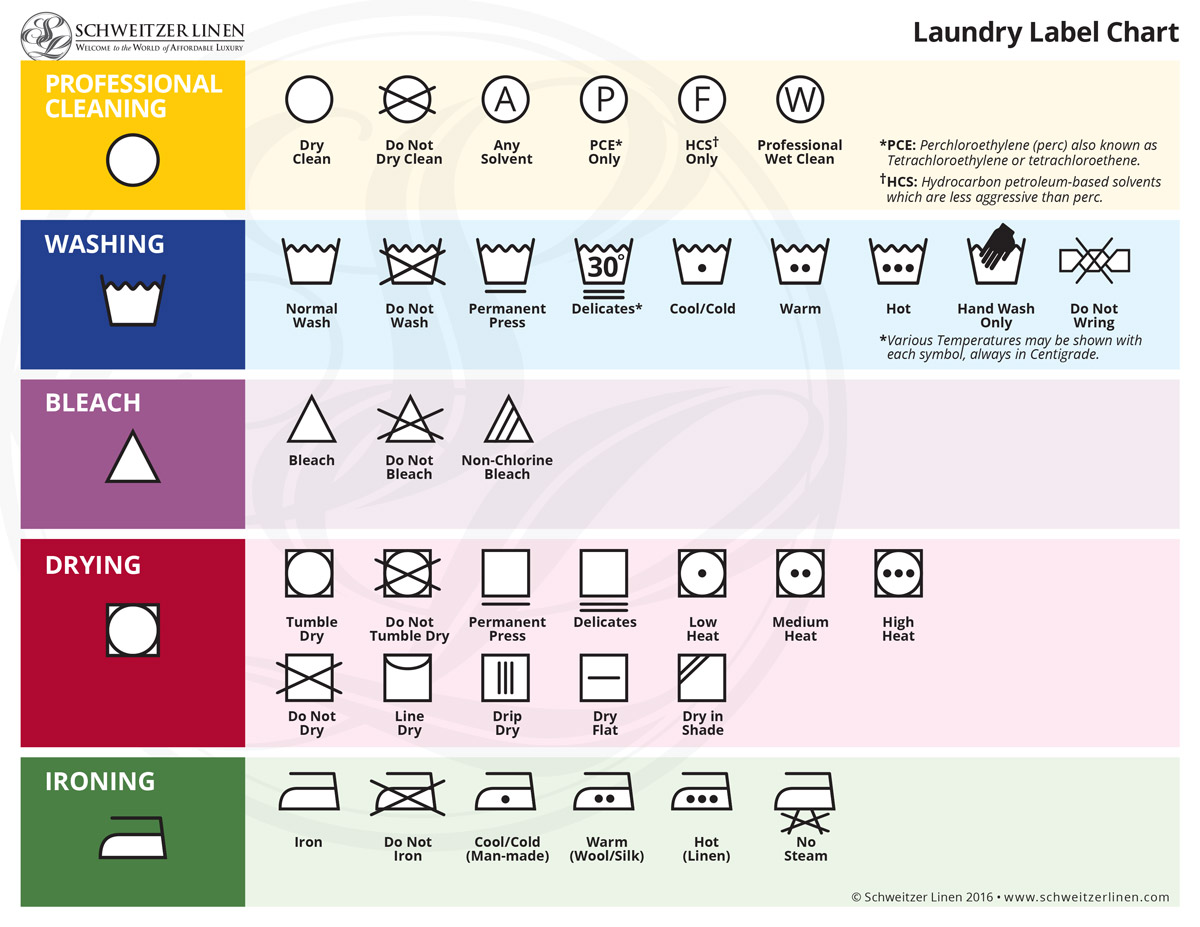 SCHWEITZER LINEN
WELCOME to the WORLD of AFFORDABLE LUXURY
Laundry Label Chart
PROFESSIONAL
CLEANING
A
P
F
W
Dry
Clean
Do Not
Dry Clean
Any
Solvent
PCE*
Only
HCS†
Only
Professional
Wet Clean
*PCE: Perchloroethylene (perc) also known as
Tetrachloroethylene or tetrachloroethene.
†HCS: Hydrocarbon petroleum-based solvents
which are less aggressive than perc.
WASHING
30°
Normal
Wash
Do Not
Wash
Permanent
Press
Delicates*
Cool/Cold
Warm
Hot
Hand Wash
Only
Do Not
Wring
*Various Temperatures may be shown with
each symbol, always in Centigrade.
BLEACH
Bleach
Do Not
Bleach
Non-Chlorine
Bleach
DRYING
Tumble
Dry
Do Not
Tumble Dry
Permanent
Press
Delicates
Low
Heat
Medium
Heat
High
Heat
Do Not
Dry
Line
Dry
Drip
Dry
Dry
Flat
Dry in
Shade
IRONING
Iron
Do Not
Iron
Cool/Cold
(Man-made)
Warm
(Wool/Silk)
Hot
(Linen)
No
Steam
© Schweitzer Linen 2016 • www.schweitzerlinen.com